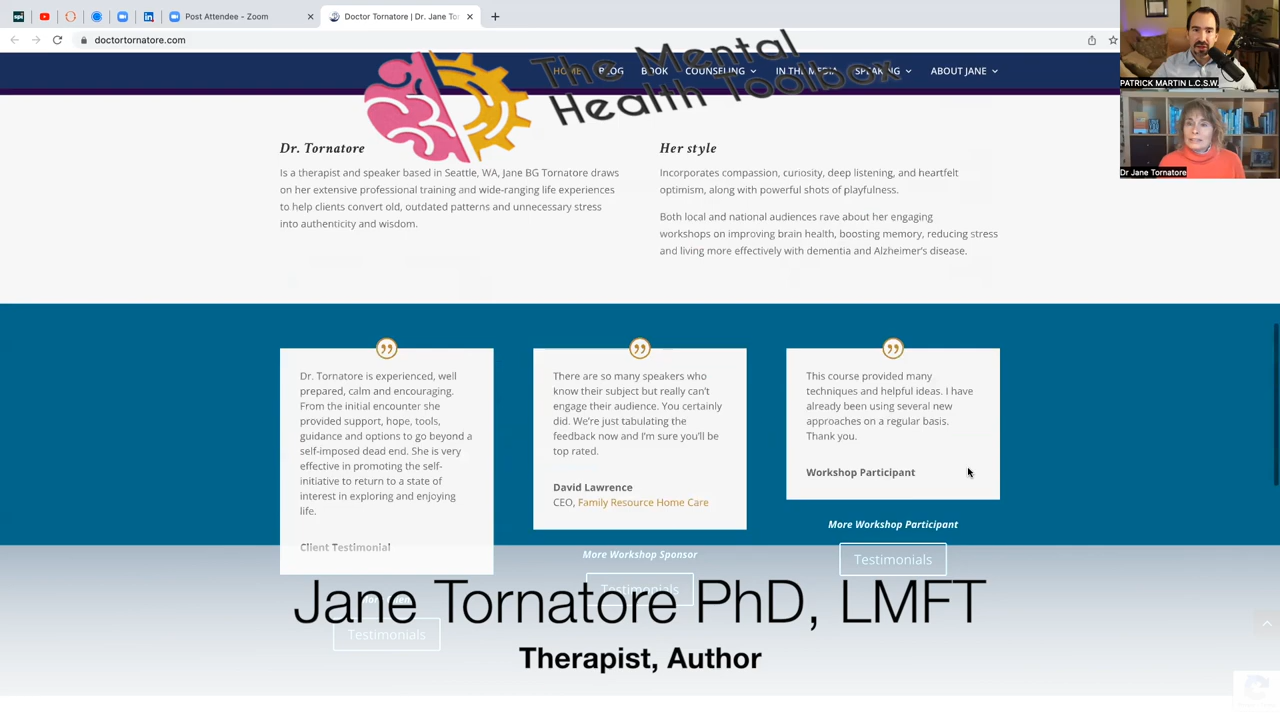 Post Attendee - Zoom
Doctor Tornatore | Dr. Jane To
doctortornatore.com
PATRICK MARTIN L.C.S.W.
Dr Jane Tornatore
The Mental
Health Toolbox
HOME BLOG BOOK COUNSELING IN THE MEDIA SPEAKING ABOUT JANE
Dr. Tornatore
Is a therapist and speaker based in Seattle, WA, Jane BG Tornatore draws
on her extensive professional training and wide-ranging life experiences
to help clients convert old, outdated patterns and unnecessary stress
into authenticity and wisdom.
Her style
Incorporates compassion, curiosity, deep listening, and heartfelt
optimism, along with powerful shots of playfulness.
Both local and national audiences rave about her engaging
workshops on improving brain health, boosting memory, reducing stress
and living more effectively with dementia and Alzheimer's disease.
Dr. Tornatore is experienced, well
prepared, calm and encouraging.
From the initial encounter she
provided support, hope, tools,
guidance and options to go beyond a
self-imposed dead end. She is very
effective in promoting the self-
initiative to return to a state of
interest in exploring and enjoying
life.
Client Testimonial
Testimonials
There are so many speakers who
know their subject but really can't
engage their audience. You certainly
did. We're just tabulating the
feedback now and I'm sure you'll be
top rated.
David Lawrence
CEO, Family Resource Home Care
More Workshop Sponsor
Testimonials
This course provided many
techniques and helpful ideas. I have
already been using several new
approaches on a regular basis.
Thank you.
Workshop Participant
More Workshop Participant
Testimonials
Jane Tornatore PhD, LMFT
Therapist, Author